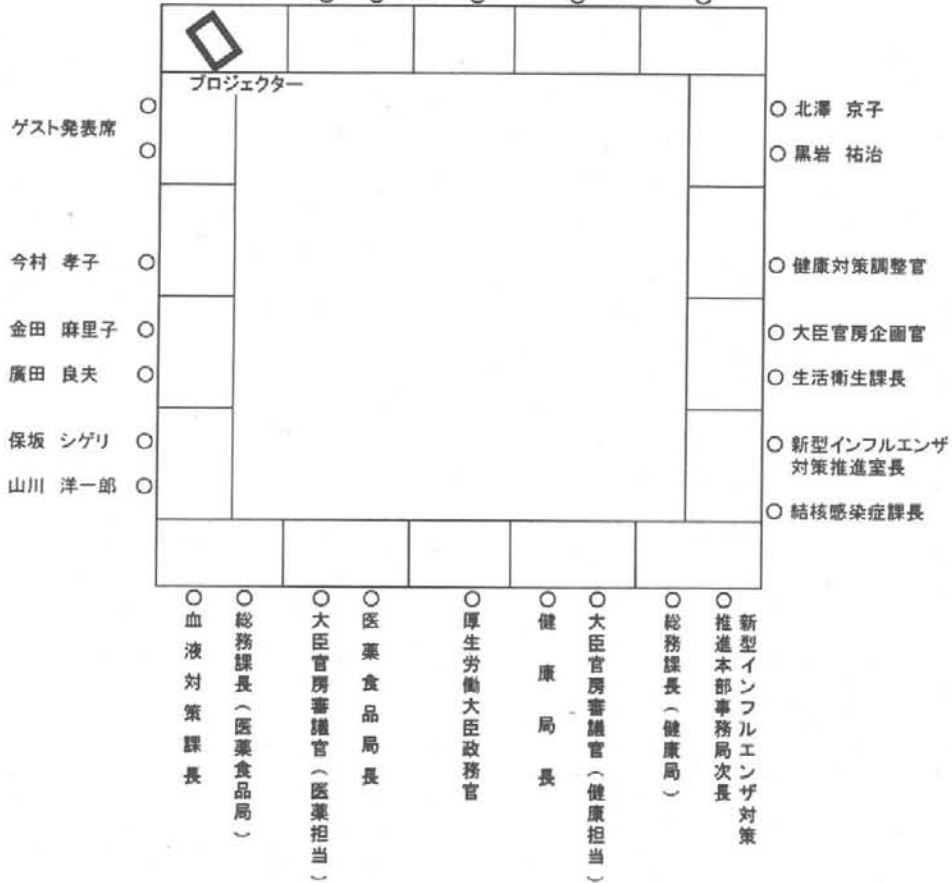 プロジェクター
ゲスト発表席
今村 孝子
金田 麻里子
廣田 良夫
保坂 シゲリ
山川 洋一郎
北澤 京子
黒岩 祐治
健康対策調整官
大臣官房企画官
生活衛生課長
新型インフルエンザ
対策推進室長
結核感染症課長
血液対策課長
総務課長(医薬食品局)
大臣官房審議官(医薬担当)
医薬食品局長
厚生労働大臣政務官
健康局長
大臣官房審議官(健康担当)
総務課長(健康局)
新型インフルエンザ対策
推進本部事務局次長